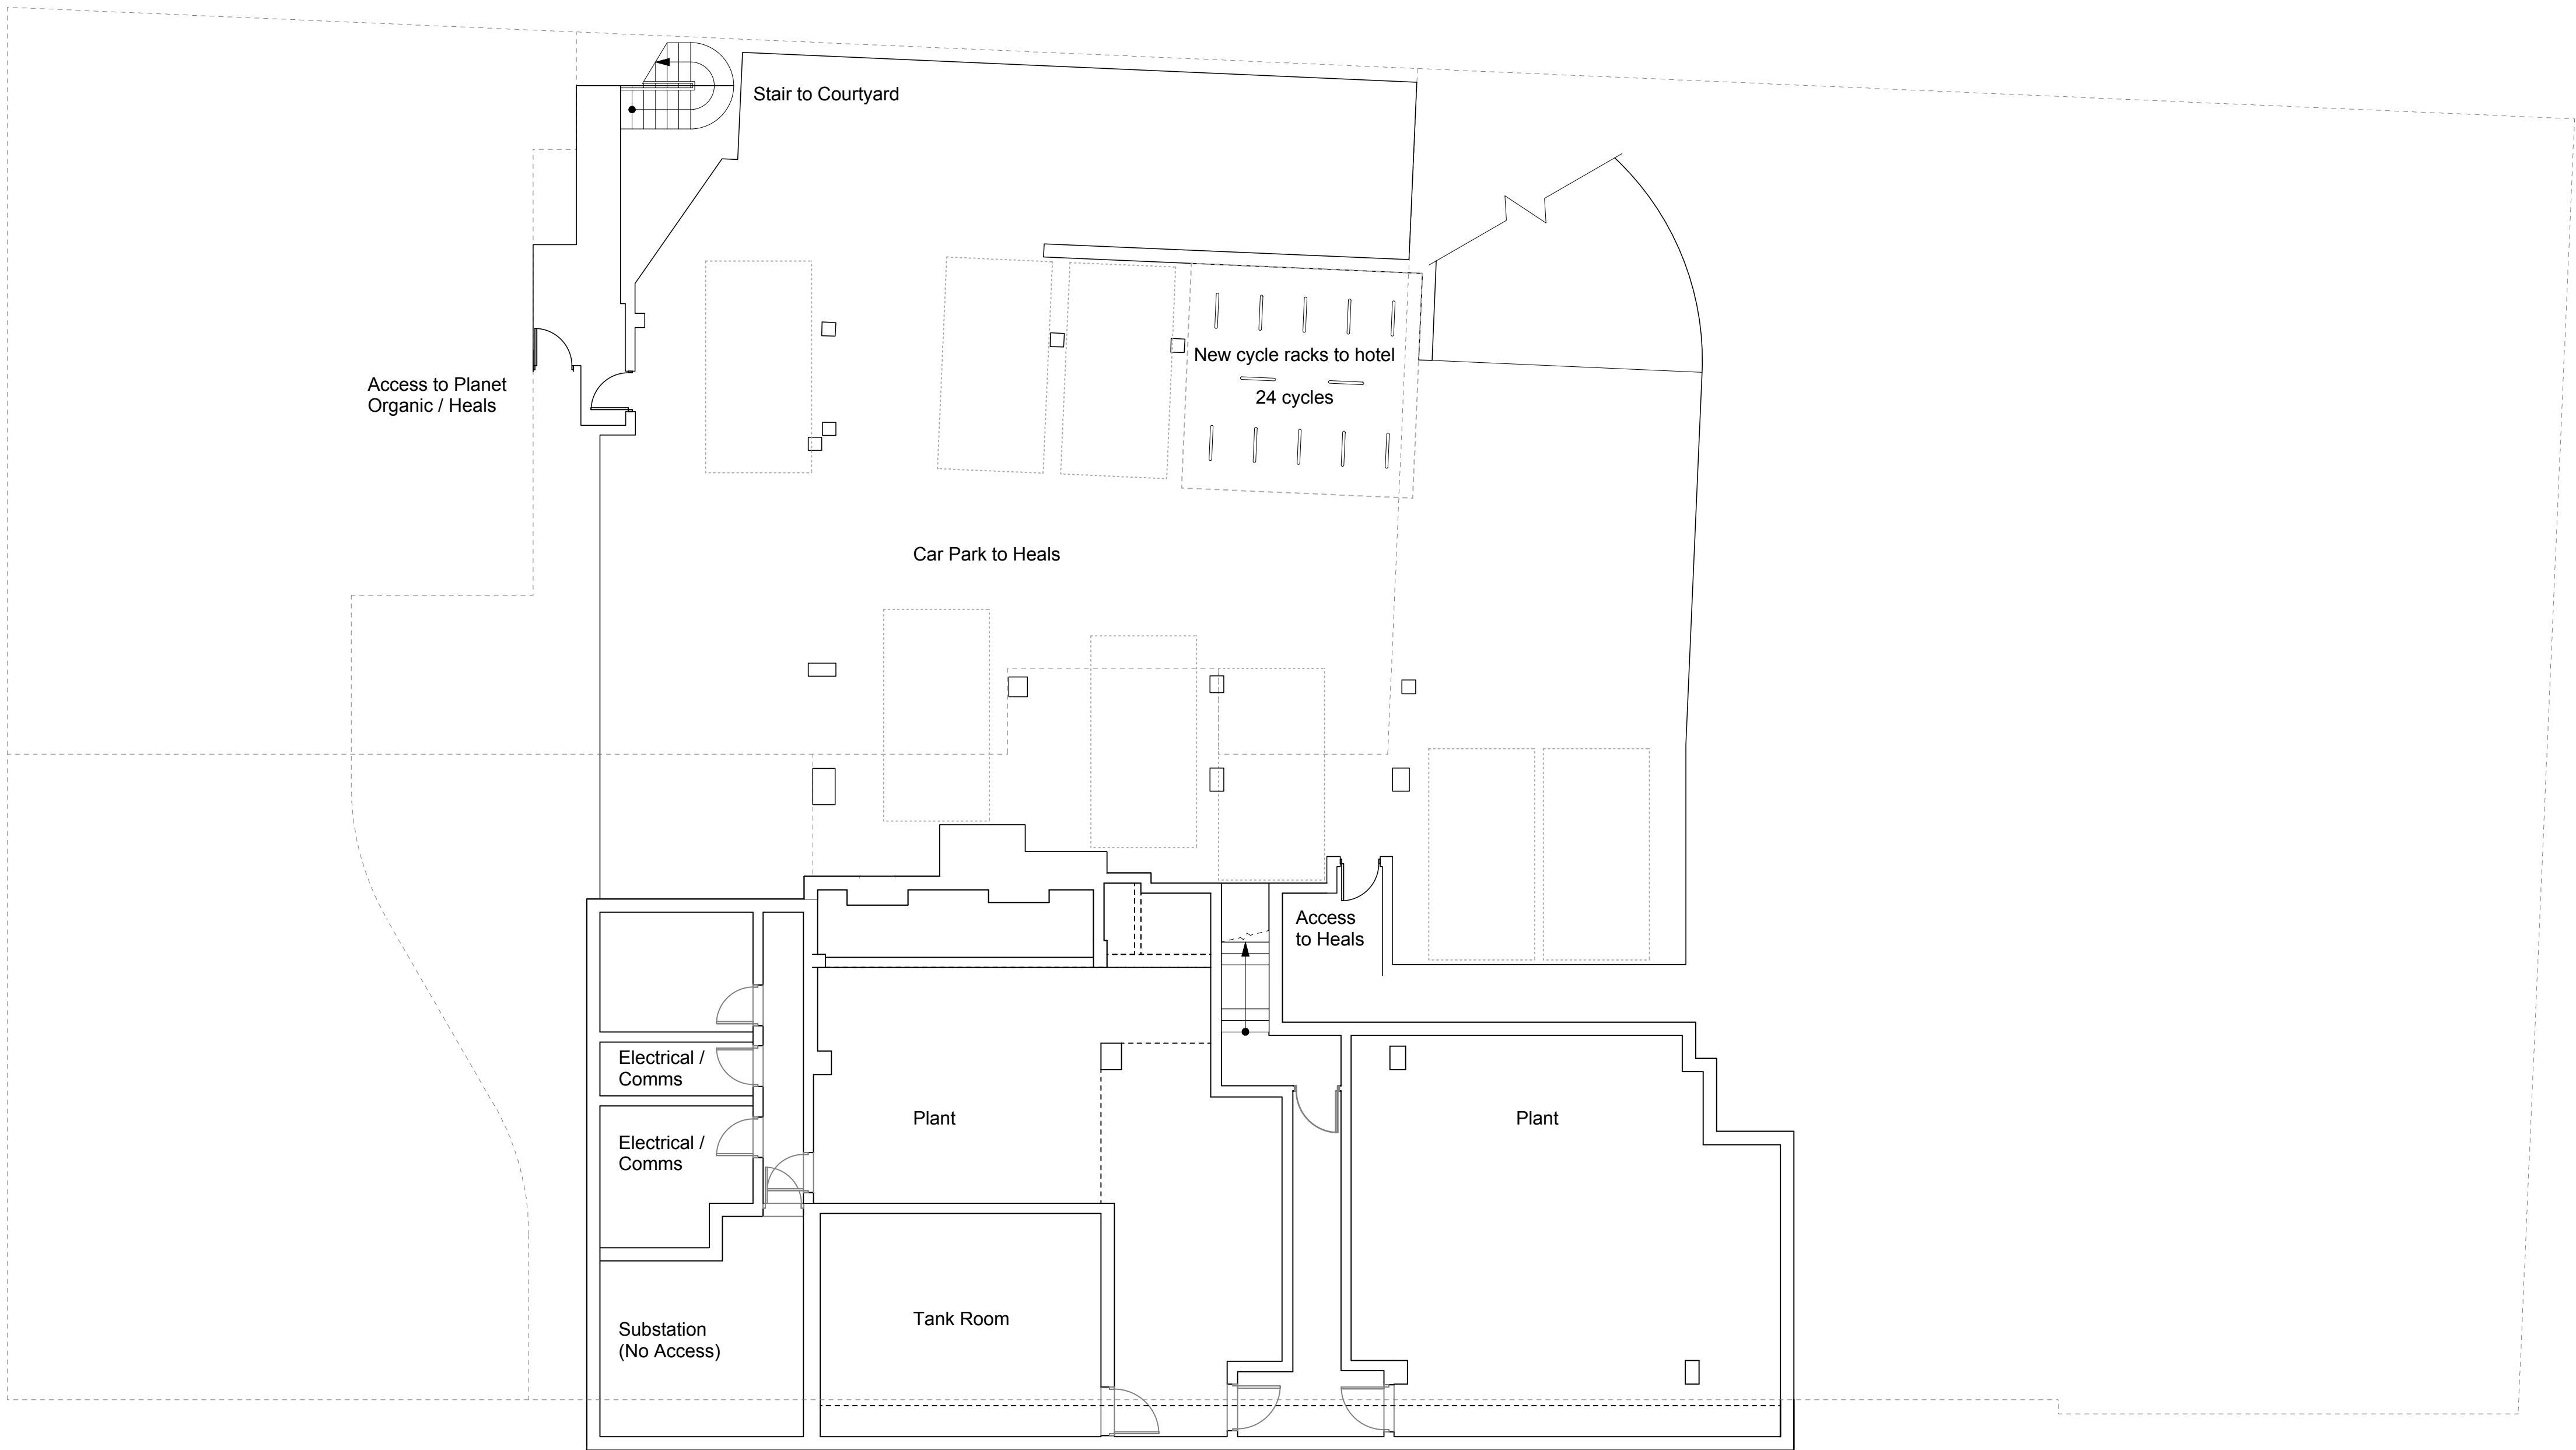 Stair to Courtyard
New cycle racks to hotel
24 cycles
Access to Planet
Organic / Heals
Car Park to Heals
Access
to Heals
Electrical /
Comms
Electrical /
Comms
Plant
Plant
Tank Room
Substation
(No Access)